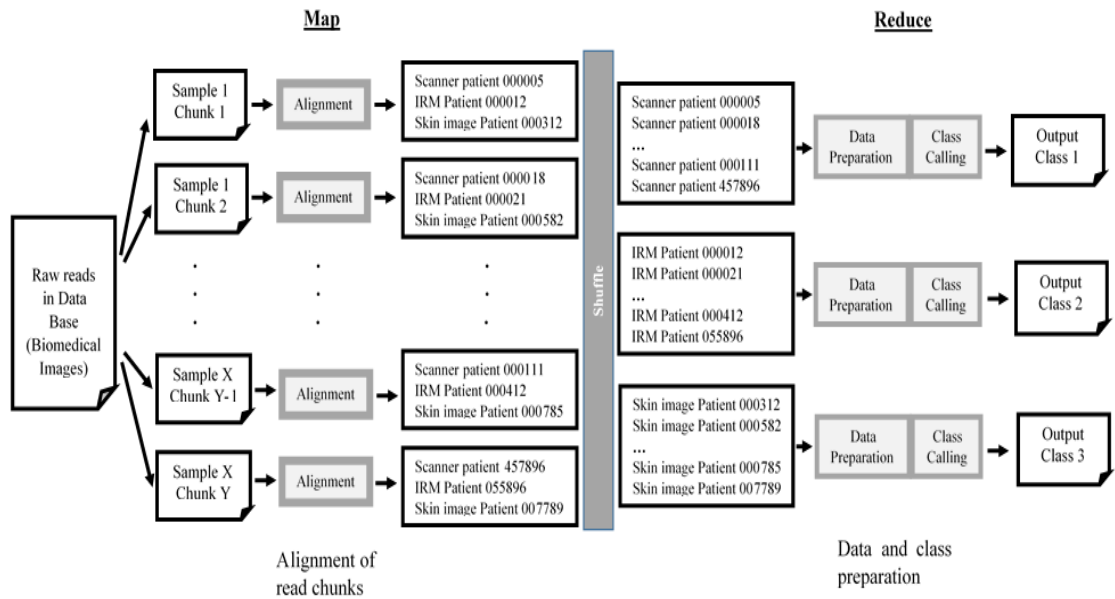 Map
Reduce
Sample 1
Chunk 1
Alignment
Scanner patient 000005
IRM Patient 000012
Skin image Patient 000312
Sample 1
Chunk 2
Alignment
Scanner patient 000018
IRM Patient 000021
Skin image Patient 000582
Raw reads
in Data
Base
(Biomedical
Images)
Sample X
Chunk Y-1
Alignment
Scanner patient 000111
IRM Patient 000412
Skin image Patient 000785
Sample X
Chunk Y
Alignment
Scanner patient 457896
IRM Patient 055896
Skin image Patient 007789
Shuffle
Scanner patient 000005
Scanner patient 000018
...
Scanner patient 000111
Scanner patient 457896
Data
Preparation
Class
Calling
Output
Class 1
IRM Patient 000012
IRM Patient 000021
...
IRM Patient 000412
IRM Patient 055896
Data
Preparation
Class
Calling
Output
Class 2
Skin image Patient 000312
Skin image Patient 000582
...
Skin image Patient 000785
Skin image Patient 007789
Data
Preparation
Class
Calling
Output
Class 3
Alignment of
read chunks
Data and class
preparation